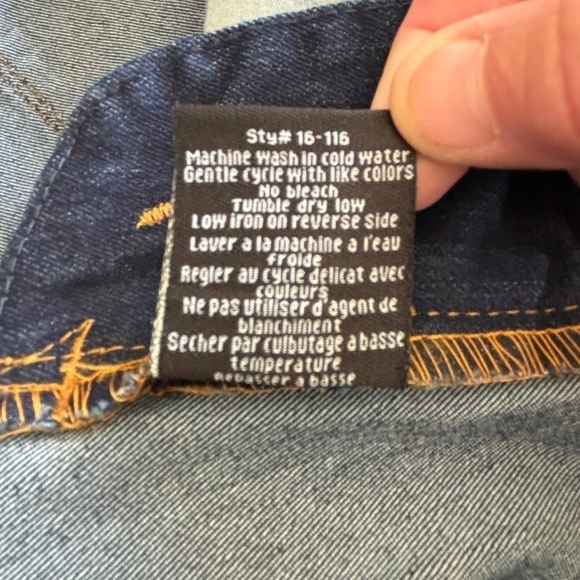 Sty# 16-116
Machine wash in cold water
Gentle cycle with like colors
No bleach
Tumble dry low
Low iron on reverse side
Laver a la machine a l'eau
froide
Regler au cycle delicat avec
couleurs
Ne pas utiliser d'agent de
blanchiment
Secher par culbutage a basse
temperature
Repasser a basse